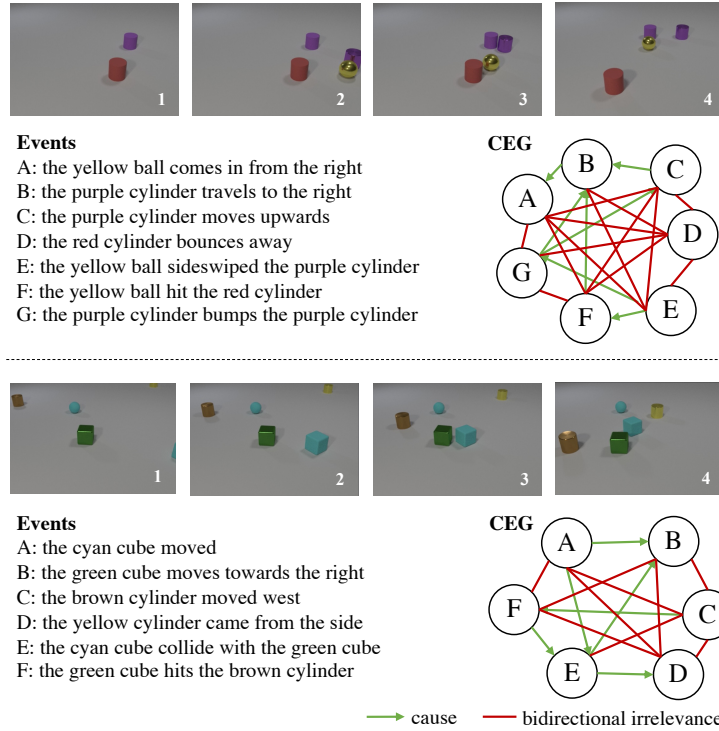 1
2
3
4
Events
A: the yellow ball comes in from the right
B: the purple cylinder travels to the right
C: the purple cylinder moves upwards
D: the red cylinder bounces away
E: the yellow ball sideswiped the purple cylinder
F: the yellow ball hit the red cylinder
G: the purple cylinder bumps the purple cylinder
CEG
B
C
A
D
G
E
F
1
2
3
4
Events
A: the cyan cube moved
B: the green cube moves towards the right
C: the brown cylinder moved west
D: the yellow cylinder came from the side
E: the cyan cube collide with the green cube
F: the green cube hits the brown cylinder
CEG
A
B
F
C
E
D
cause
bidirectional irrelevance